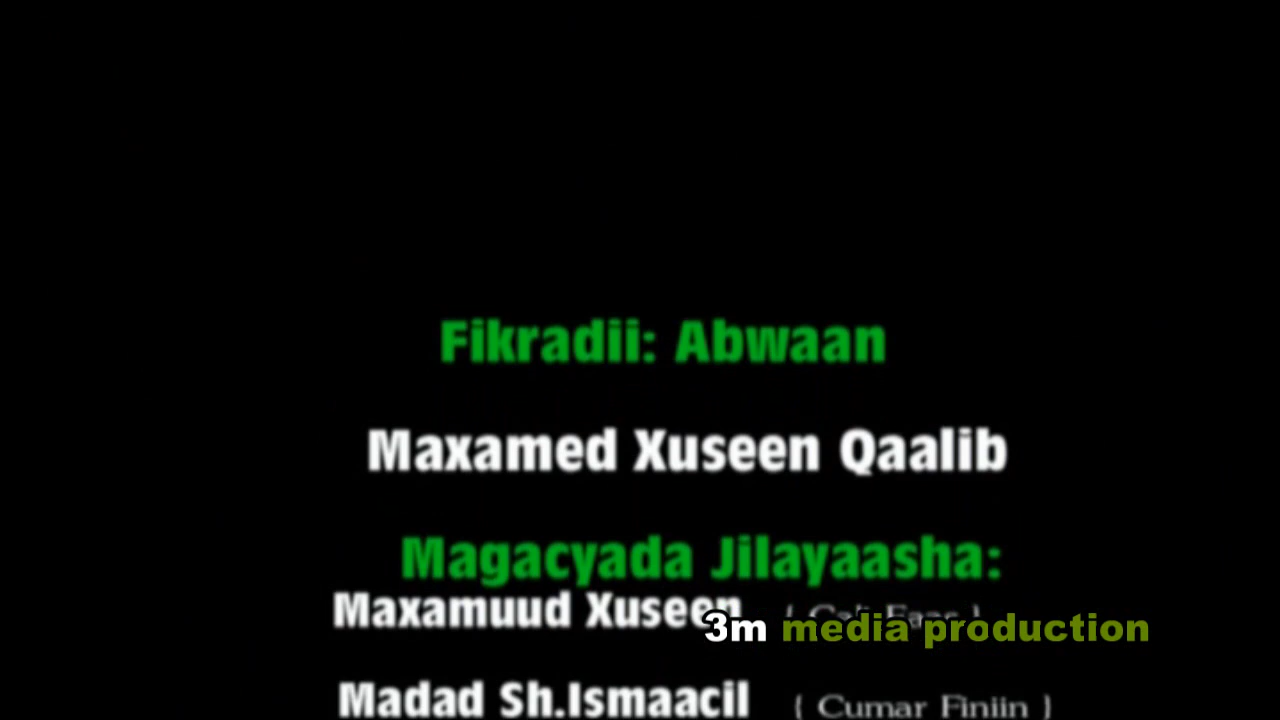 Fikradii: Abwaan
Maxamed Xuseen Qaalib
Magacyada Jilayaasha:
Maxamuud Xuseen
3m media production
Madad Sh.Ismaacil { Cumar Finiin }